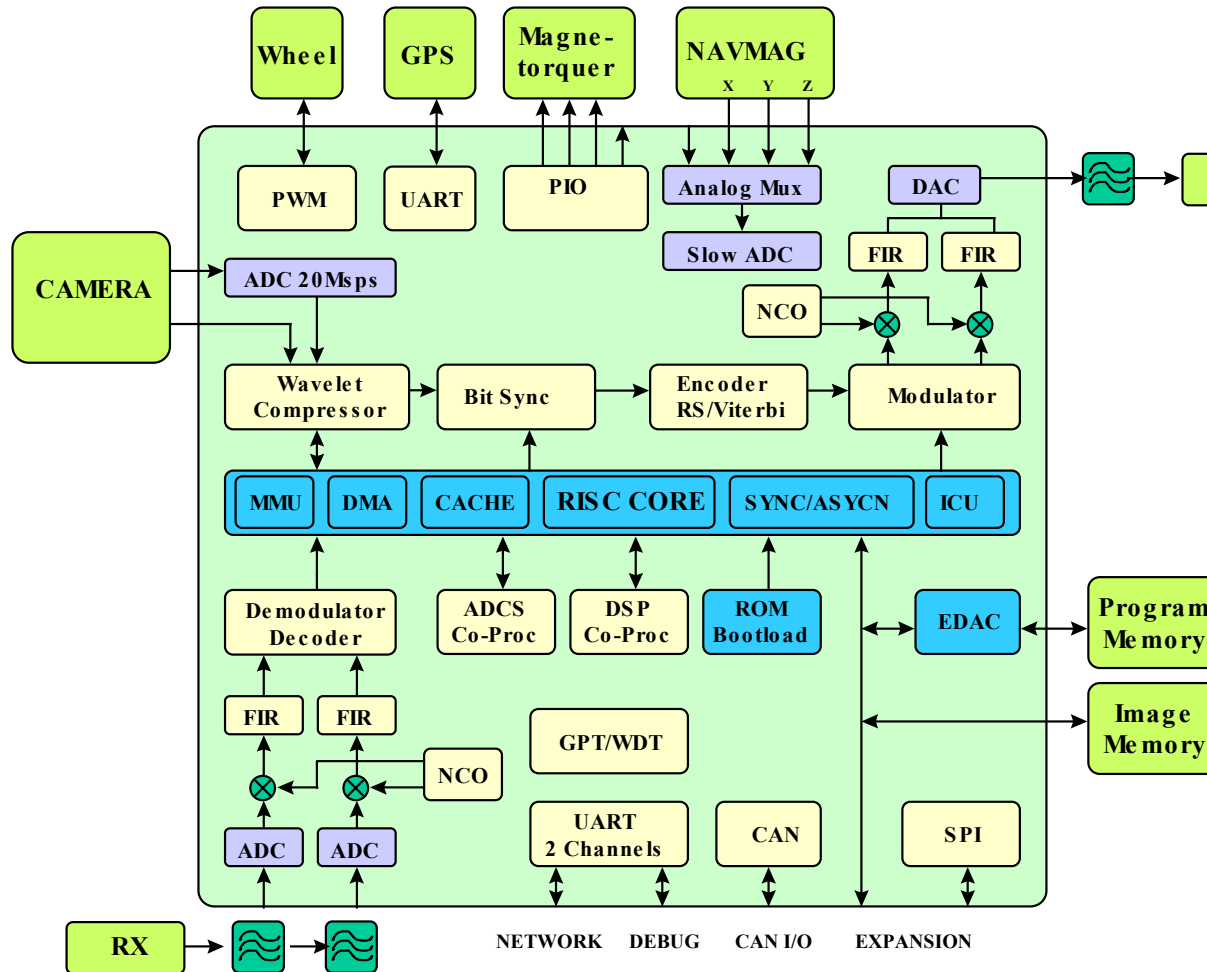 Wheel
GPS
Magne-
torquer
NAVMAG
X Y Z
PWM
UART
PIO
Analog Mux
DAC
Slow ADC
FIR
FIR
CAMERA
ADC 20Msps
NCO
Wavelet
Compressor
Bit Sync
Encoder
RS/Viterbi
Modulator
MMU
DMA
CACHE
RISC CORE
SYNC/ASYCN
ICU
Demodulator
Decoder
ADCS
Co-Proc
DSP
Co-Proc
ROM
Bootload
EDAC
Program
Memory
FIR
FIR
GPT/WDT
Image
Memory
NCO
ADC
ADC
UART
2 Channels
CAN
SPI
RX
NETWORK
DEBUG
CAN I/O
EXPANSION